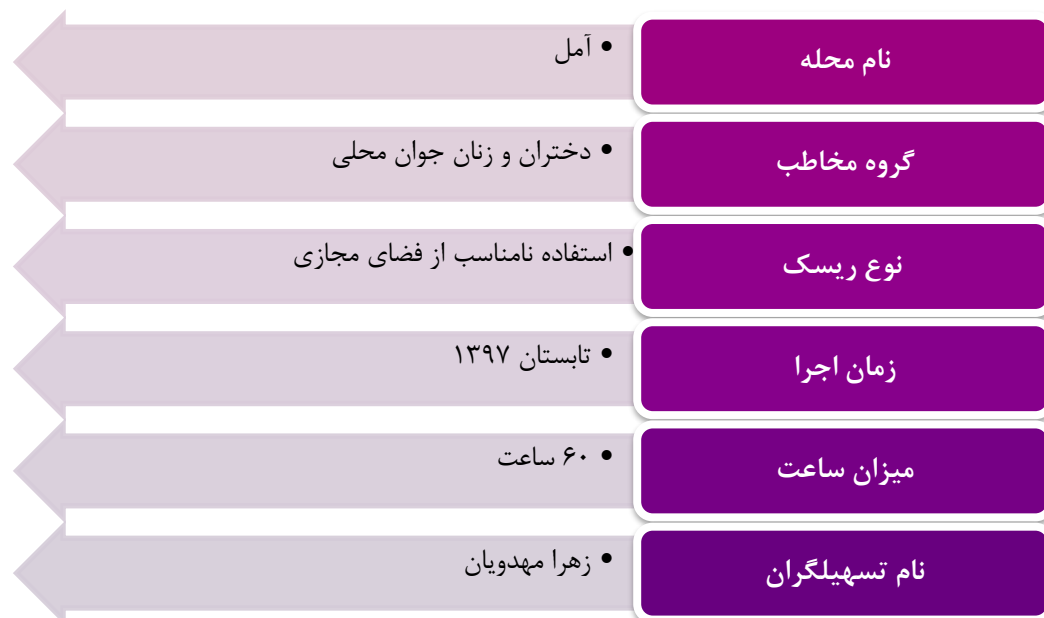 نام محله
• آمل
گروه مخاطب
• دختران و زنان جوان محلی
نوع ریسک
• استفاده نامناسب از فضای مجازی
زمان اجرا
• تابستان ۱۳۹۷
میزان ساعت
• ۶۰ ساعت
نام تسهیلگران
• زهرا مهدویان